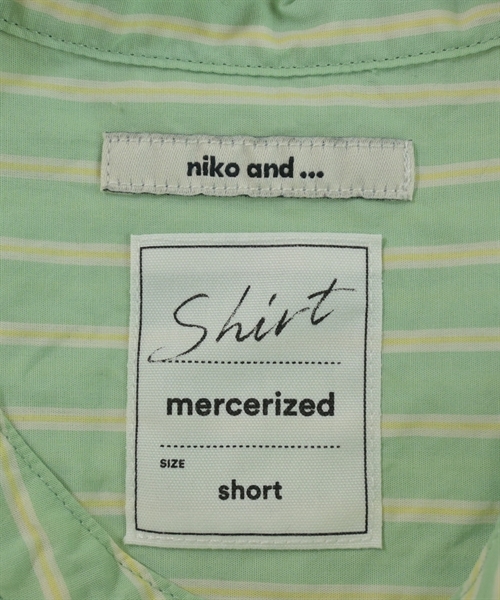 niko and ...
Shirt
mercerized
SIZE
short